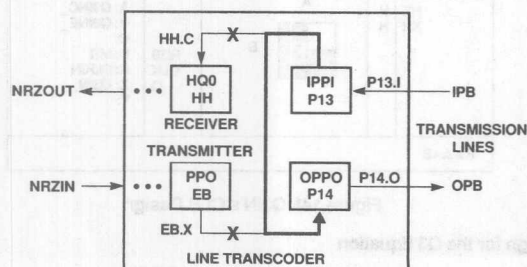 HH.C X
NRZOUT HQ0 HH IPPI P13 P13.I IPB
RECEIVER
TRANSMISSION LINES
TRANSMITTER
NRZIN PPO EB OPPO P14 P14.O OPB
EB.X X
LINE TRANSCODER